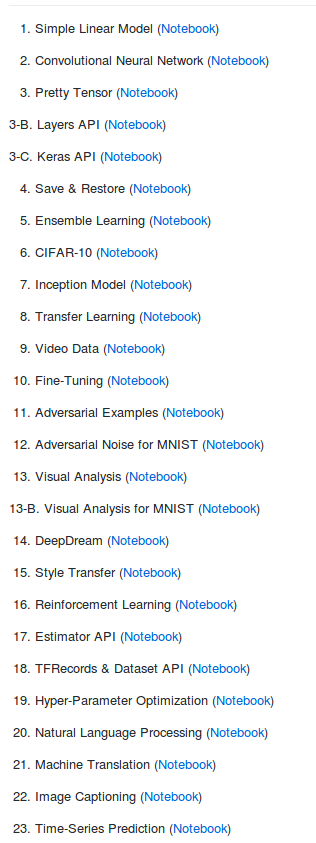 1. Simple Linear Model (Notebook)
2. Convolutional Neural Network (Notebook)
3. Pretty Tensor (Notebook)
3-B. Layers API (Notebook)
3-C. Keras API (Notebook)
4. Save & Restore (Notebook)
5. Ensemble Learning (Notebook)
6. CIFAR-10 (Notebook)
7. Inception Model (Notebook)
8. Transfer Learning (Notebook)
9. Video Data (Notebook)
10. Fine-Tuning (Notebook)
11. Adversarial Examples (Notebook)
12. Adversarial Noise for MNIST (Notebook)
13. Visual Analysis (Notebook)
13-B. Visual Analysis for MNIST (Notebook)
14. DeepDream (Notebook)
15. Style Transfer (Notebook)
16. Reinforcement Learning (Notebook)
17. Estimator API (Notebook)
18. TFRecords & Dataset API (Notebook)
19. Hyper-Parameter Optimization (Notebook)
20. Natural Language Processing (Notebook)
21. Machine Translation (Notebook)
22. Image Captioning (Notebook)
23. Time-Series Prediction (Notebook)